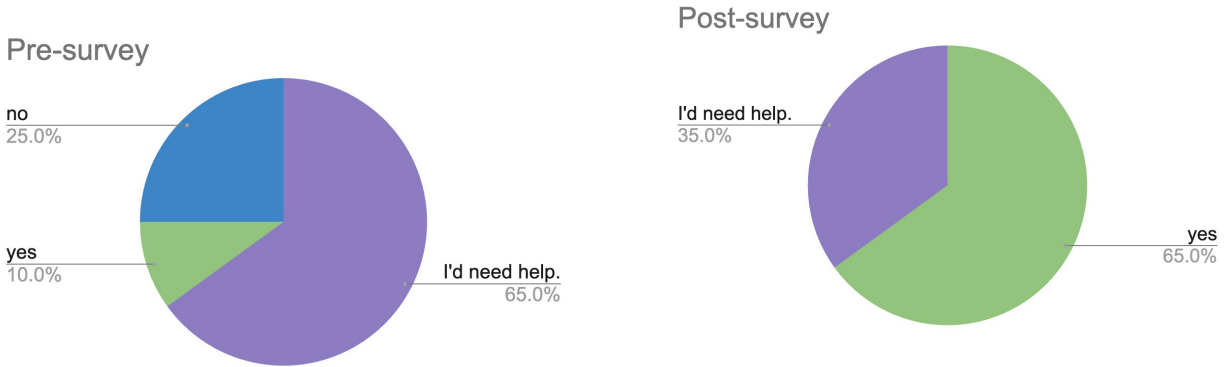 Pre-survey
no
25.0%
yes
10.0%
I'd need help.
65.0%
Post-survey
I'd need help.
35.0%
yes
65.0%